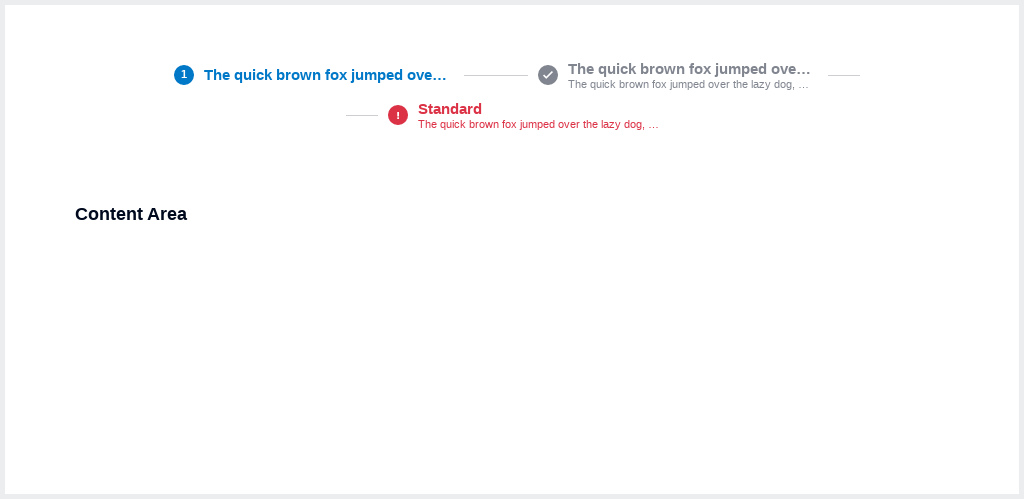 1 The quick brown fox jumped ove…
The quick brown fox jumped ove…
The quick brown fox jumped over the lazy dog, …
! Standard
The quick brown fox jumped over the lazy dog, …
Content Area